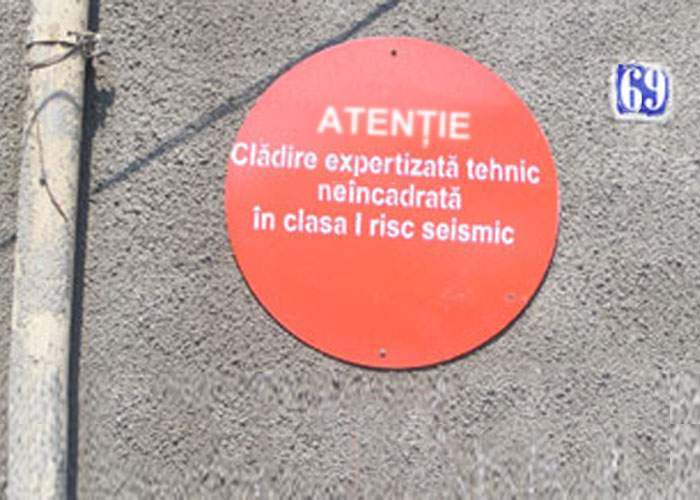 ATENȚIE
Clădire expertizată tehnic
neîncadrată
în clasa I risc seismic
69